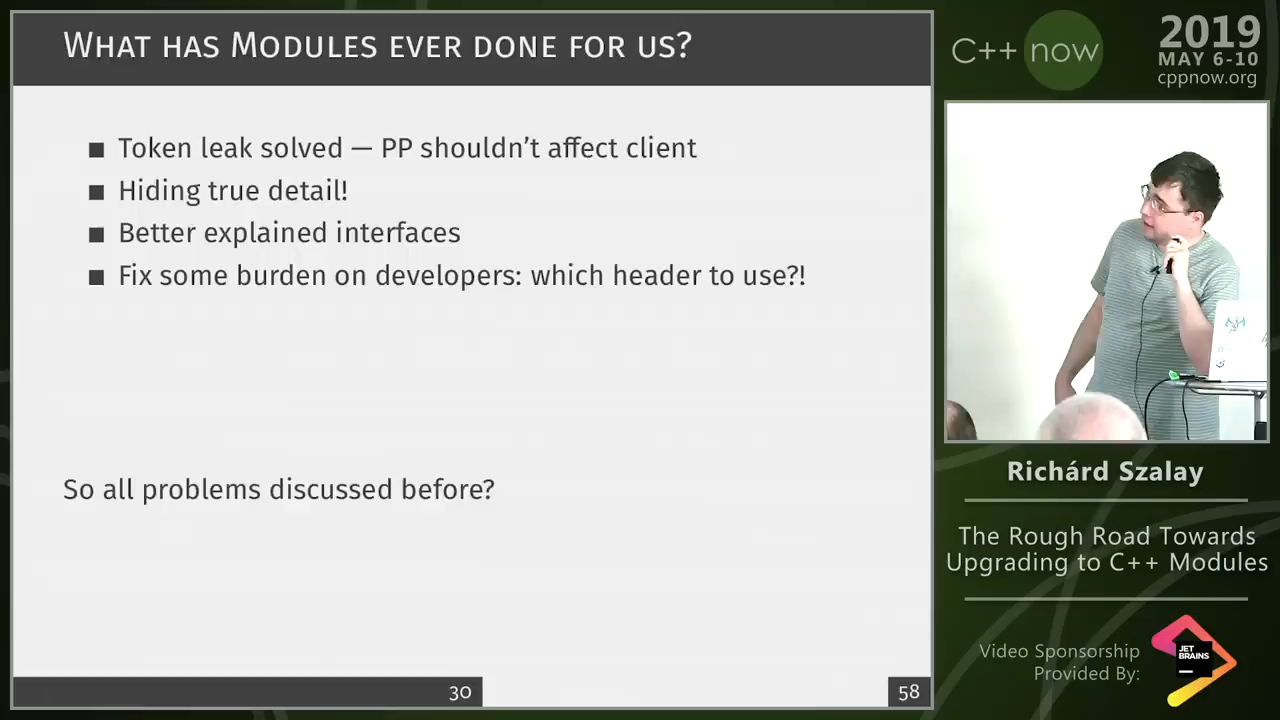 WHAT HAS MODULES EVER DONE FOR US?
Token leak solved — PP shouldn't affect client
Hiding true detail!
Better explained interfaces
Fix some burden on developers: which header to use?!
So all problems discussed before?
30
58
C++ now
2019
MAY 6-10
cppnow.org
Richárd Szalay
The Rough Road Towards
Upgrading to C++ Modules
Video Sponsorship
Provided By:
JET
BRAINS